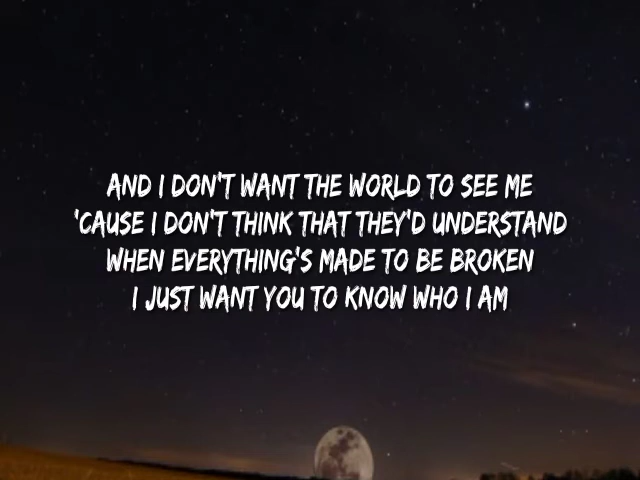 AND I DON'T WANT THE WORLD TO SEE ME
'CAUSE I DON'T THINK THAT THEY'D UNDERSTAND
WHEN EVERYTHING'S MADE TO BE BROKEN
I JUST WANT YOU TO KNOW WHO I AM